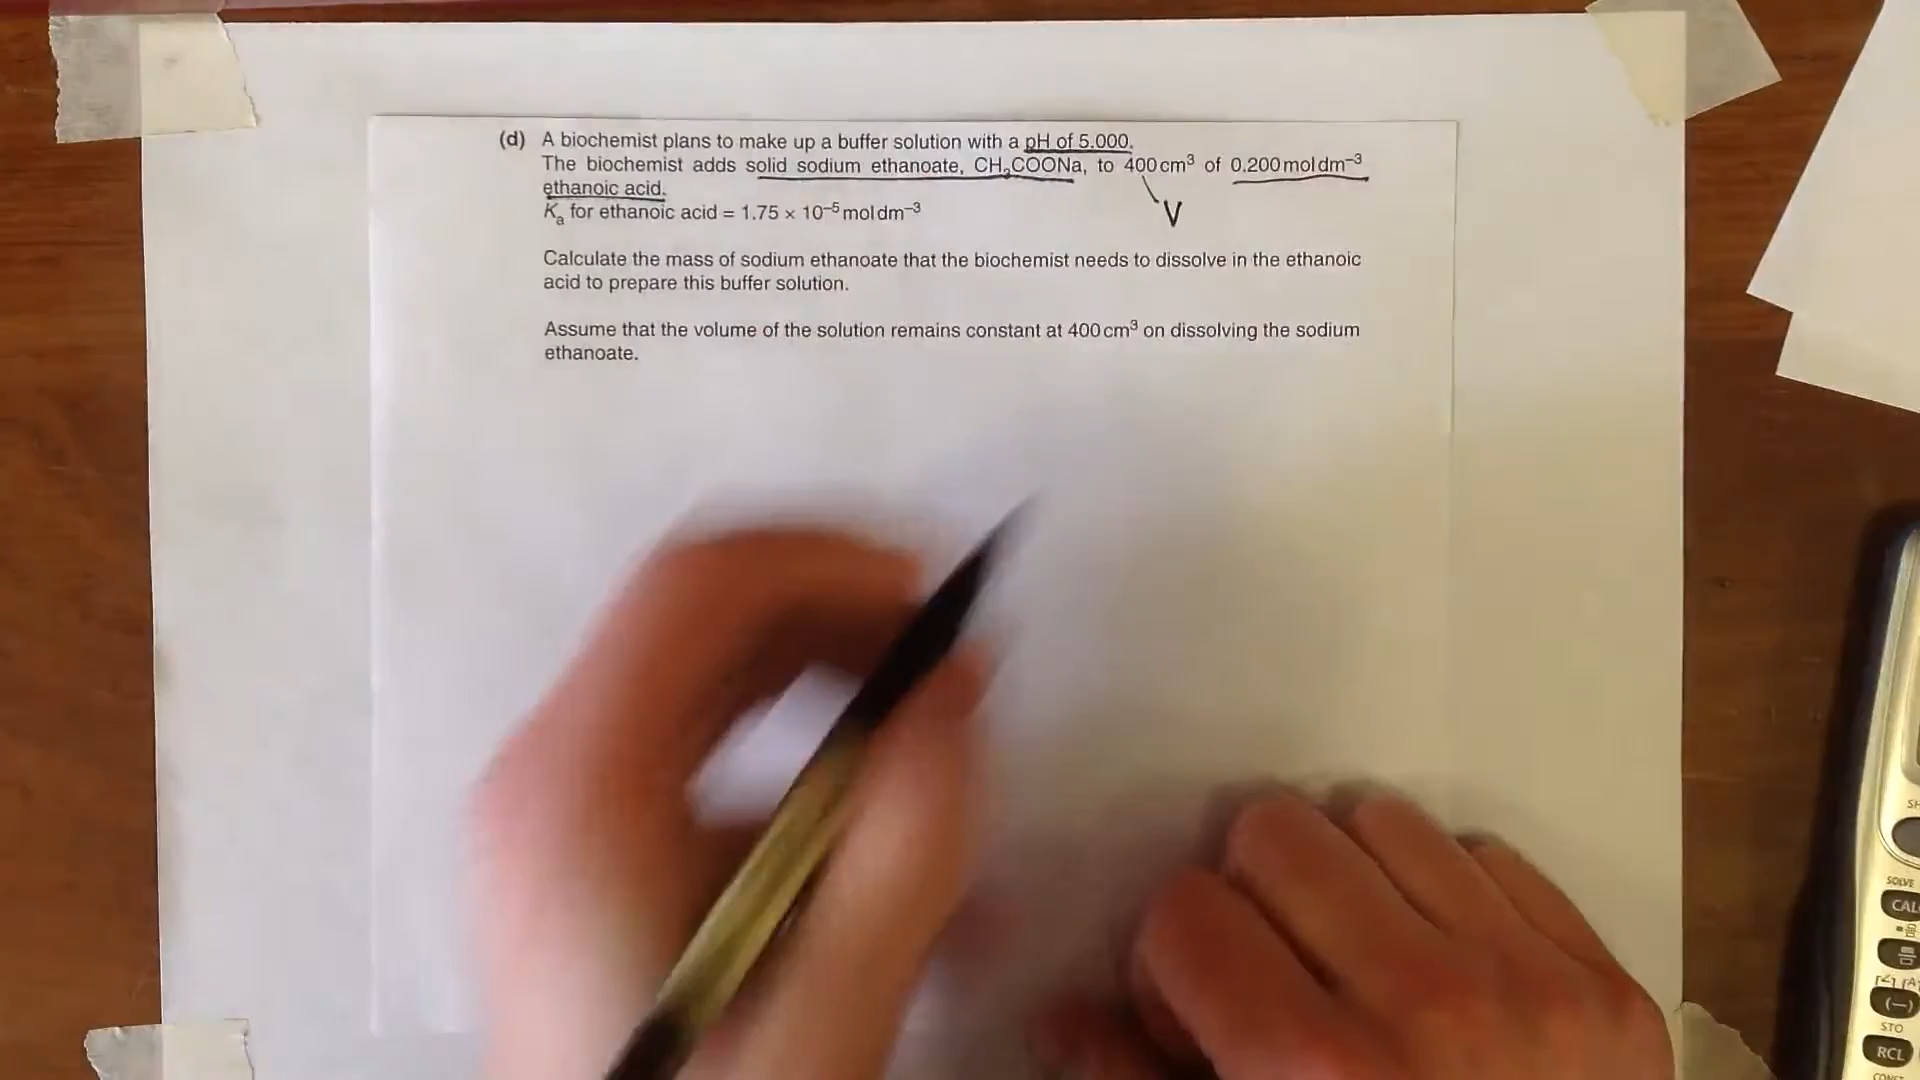 (d) A biochemist plans to make up a buffer solution with a pH of 5.000.
The biochemist adds solid sodium ethanoate, CH₃COONa, to 400 cm³ of 0.200 mol dm⁻³
ethanoic acid.
Kₐ for ethanoic acid = 1.75 × 10⁻⁵ mol dm⁻³
V
Calculate the mass of sodium ethanoate that the biochemist needs to dissolve in the ethanoic
acid to prepare this buffer solution.
Assume that the volume of the solution remains constant at 400 cm³ on dissolving the sodium
ethanoate.
SOLVE
(−)
STO
RCL